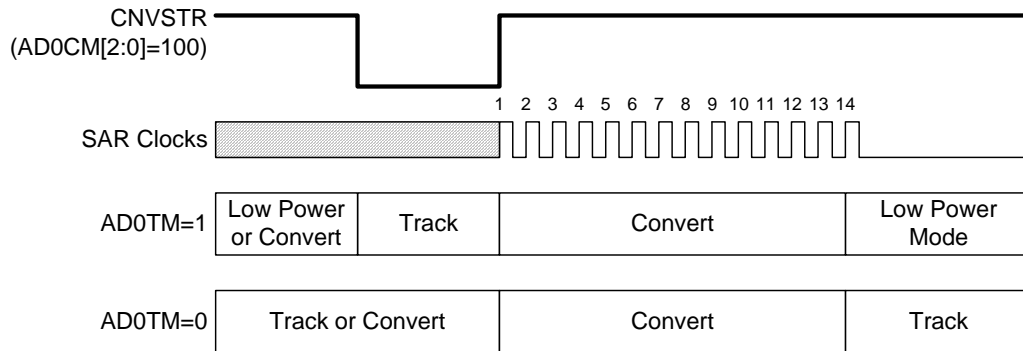 CNVSTR
(AD0CM[2:0]=100)
1 2 3 4 5 6 7 8 9 10 11 12 13 14
SAR Clocks
AD0TM=1
Low Power
or Convert
Track
Convert
Low Power
Mode
AD0TM=0
Track or Convert
Convert
Track